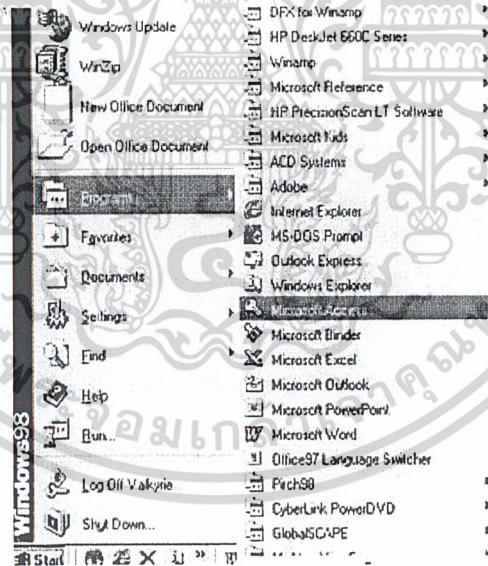 Windows Update
WinZip
New Office Document
Open Office Document
Programs
Favorites
Documents
Settings
Find
Help
Run...
Log Off Valkyrie
Shut Down...
Windows98
Start
DFX for Winamp
HP DeskJet 660C Series
Winamp
Microsoft Reference
HP PrecisionScan LT Software
Microsoft Kids
ACD Systems
Adobe
Internet Explorer
MS-DOS Prompt
Outlook Express
Windows Explorer
Microsoft Access
Microsoft Binder
Microsoft Excel
Microsoft Outlook
Microsoft PowerPoint
Microsoft Word
Office97 Language Switcher
Pirch98
CyberLink PowerDVD
GlobalSCAPE